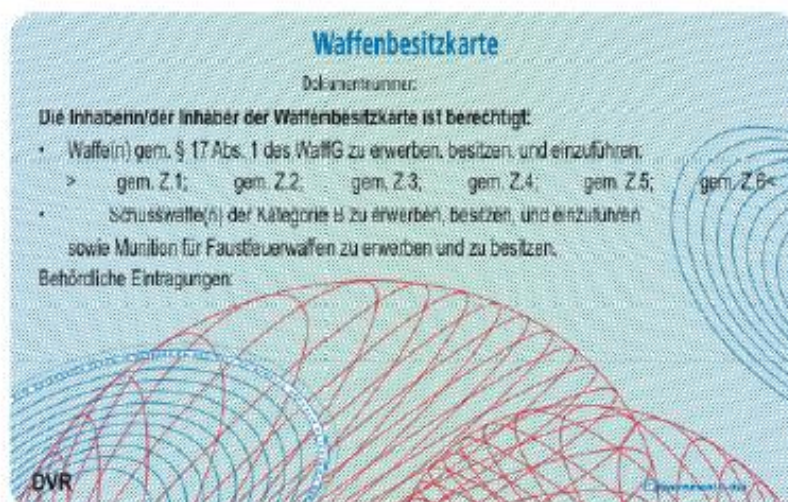 Waffenbesitzkarte
Dokumentnummer:
Die Inhaberin/der Inhaber der Waffenbesitzkarte ist berechtigt:
• Waffe(n) gem. § 17 Abs. 1 des WaffG zu erwerben, besitzen, und einzuführen;
> gem. Z.1; gem. Z.2; gem. Z.3; gem. Z.4; gem. Z.5; gem. Z.6<
• Schusswaffe(n) der Kategorie B zu erwerben, besitzen, und einzuführen
sowie Munition für Faustfeuerwaffen zu erwerben und zu besitzen.
Behördliche Eintragungen:
DVR